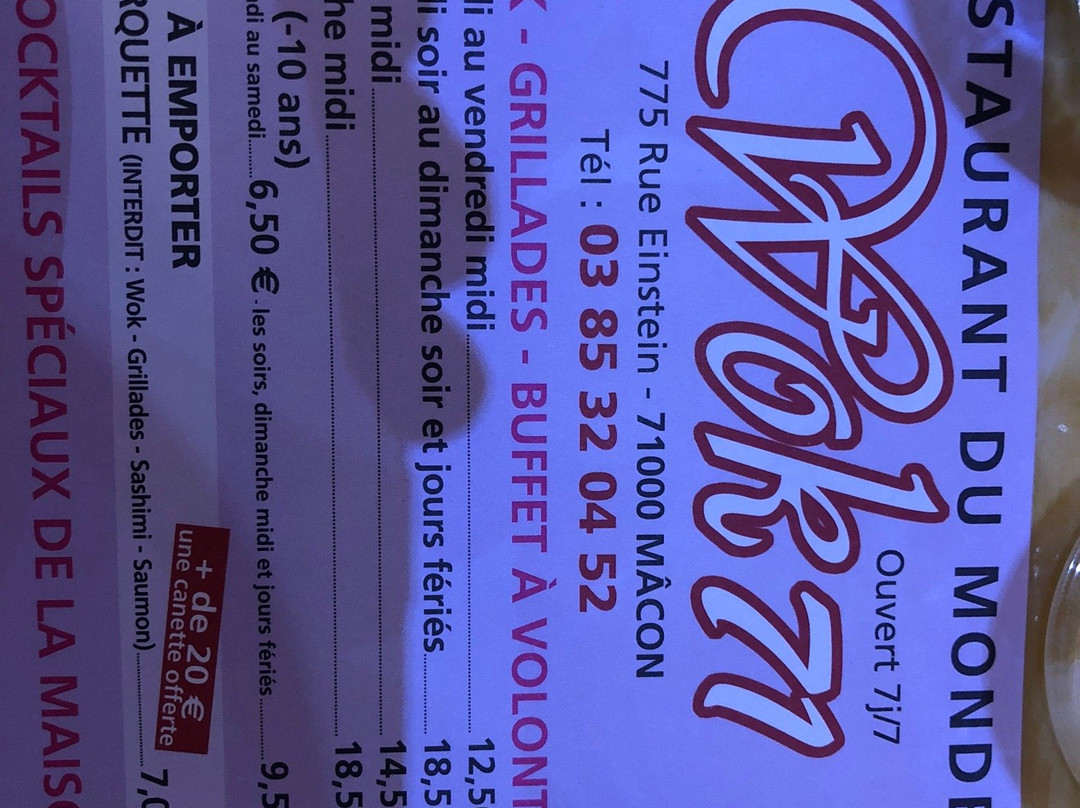 STAURANT DU MONDE
Ouvert 7j/7
Wok 71
775 Rue Einstein - 71000 MÂCON
Tél : 03 85 32 04 52
K - GRILLADES - BUFFET À VOLONT
di au vendredi midi 12,5
di soir au dimanche soir et jours fériés 18,5
midi 14,5
he midi 18,5
(-10 ans)
di au samedi 6,50 € - les soirs, dimanche midi et jours fériés 9,5
À EMPORTER
+ de 20 €
une canette offerte
RQUETTE (INTERDIT : Wok - Grillades - Sashimi - Saumon) 7,0
OCKTAILS SPÉCIAUX DE LA MAIS